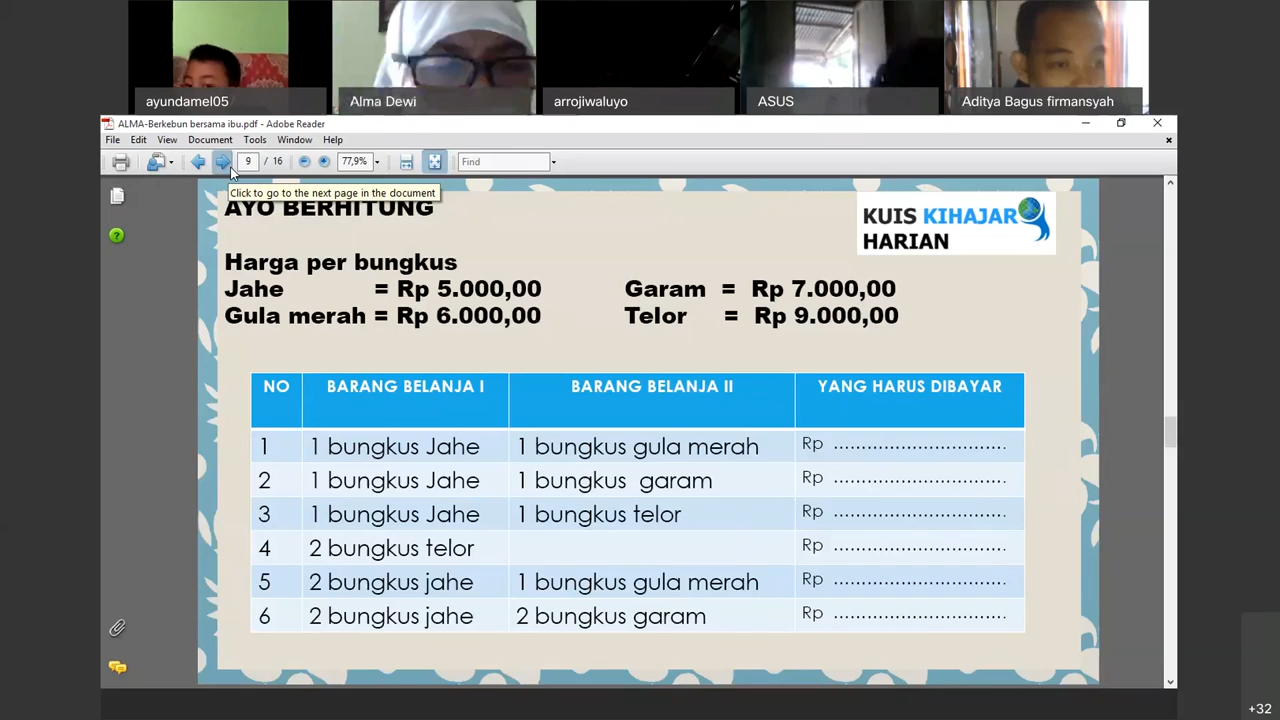 ayundamel05
Alma Dewi
arrojiwaluyo
ASUS
Aditya Bagus firmansyah
ALMA-Berkebun bersama ibu.pdf - Adobe Reader
File Edit View Document Tools Window Help
9 / 16 77,9% Find
Click to go to the next page in the document
AYO BERHITUNG
KUIS KIHAJAR
HARIAN
Harga per bungkus
Jahe = Rp 5.000,00 Garam = Rp 7.000,00
Gula merah = Rp 6.000,00 Telor = Rp 9.000,00
NO BARANG BELANJA I BARANG BELANJA II YANG HARUS DIBAYAR
1 1 bungkus Jahe 1 bungkus gula merah Rp ..............................
2 1 bungkus Jahe 1 bungkus garam Rp ..............................
3 1 bungkus Jahe 1 bungkus telor Rp ..............................
4 2 bungkus telor Rp ..............................
5 2 bungkus jahe 1 bungkus gula merah Rp ..............................
6 2 bungkus jahe 2 bungkus garam Rp ..............................
+32